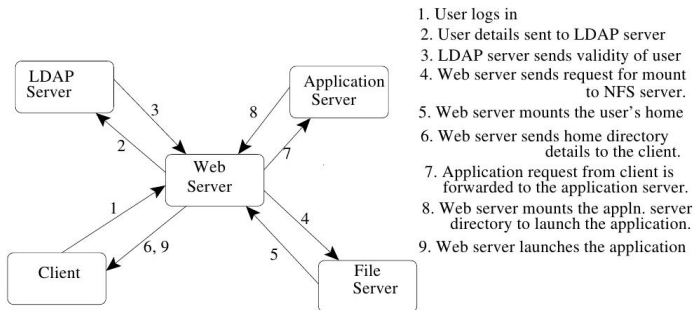 LDAP
Server
Application
Server
3
8
2
7
Web
Server
1
4
6, 9
5
Client
File
Server
1. User logs in
2. User details sent to LDAP server
3. LDAP server sends validity of user
4. Web server sends request for mount
to NFS server.
5. Web server mounts the user's home
6. Web server sends home directory
details to the client.
7. Application request from client is
forwarded to the application server.
8. Web server mounts the appln. server
directory to launch the application.
9. Web server launches the application